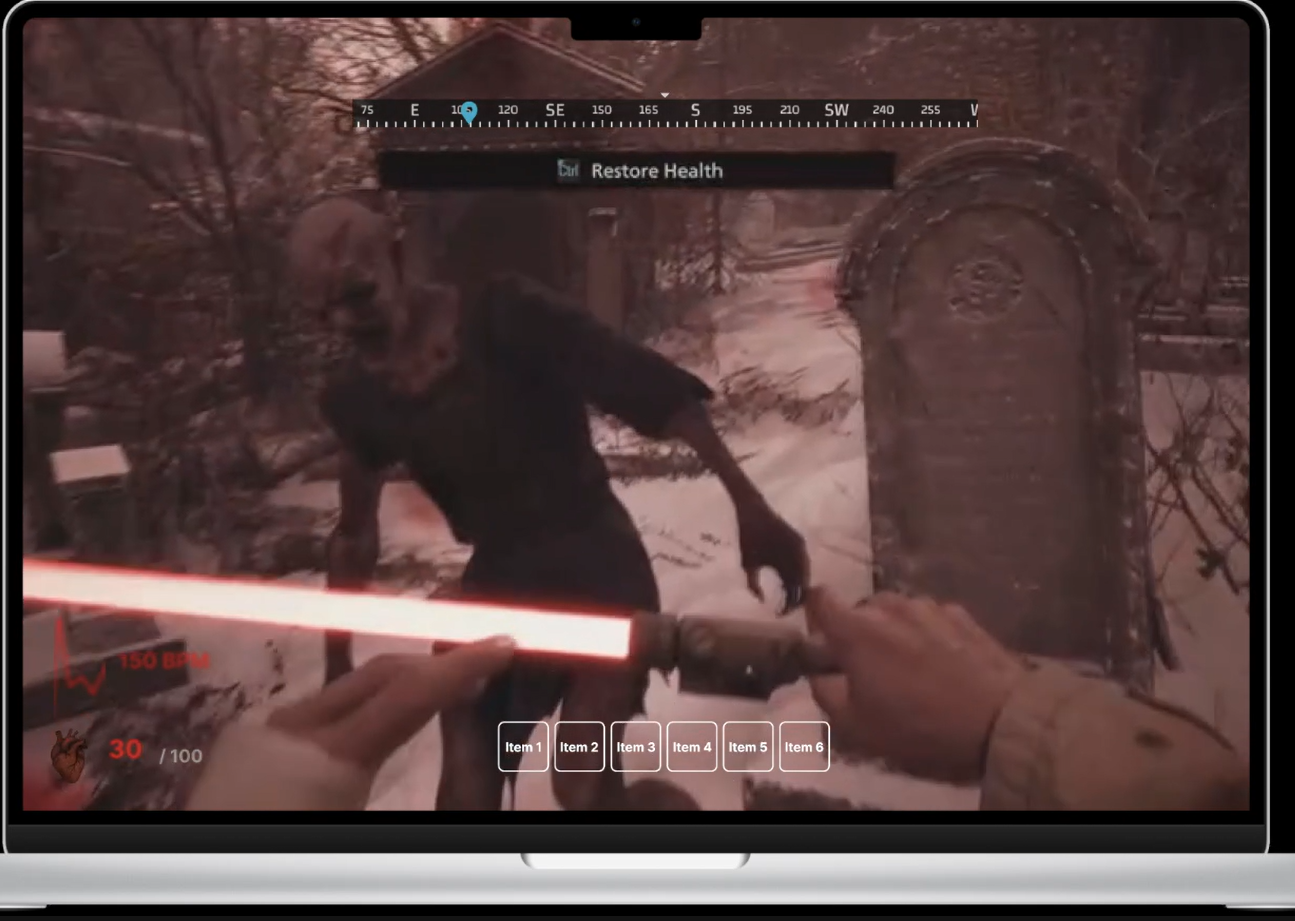 75 E 105 120 SE 150 165 S 195 210 SW 240 255
Ctrl Restore Health
150 BPM
30 / 100
Item 1 Item 2 Item 3 Item 4 Item 5 Item 6